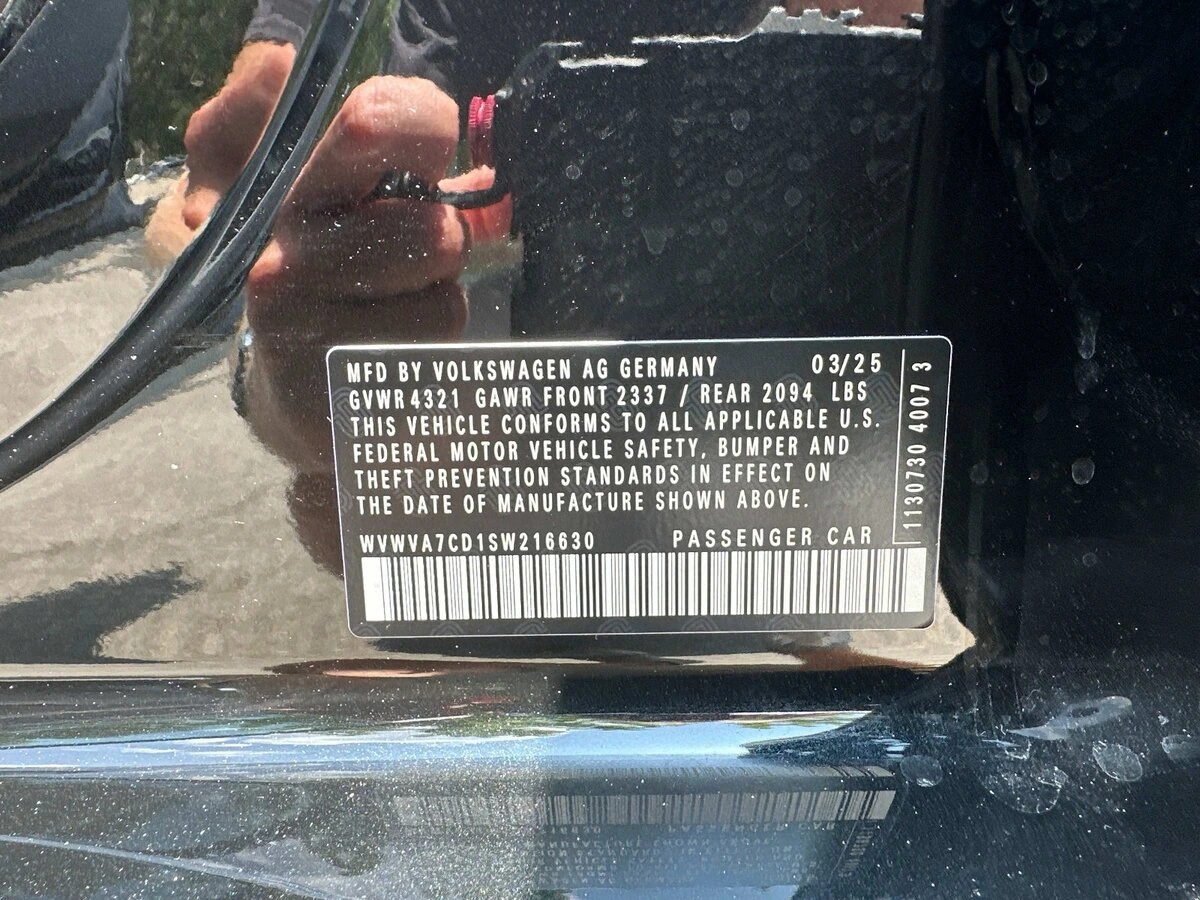 MFD BY VOLKSWAGEN AG GERMANY 03/25
GVWR 4321 GAWR FRONT 2337 / REAR 2094 LBS
THIS VEHICLE CONFORMS TO ALL APPLICABLE U.S.
FEDERAL MOTOR VEHICLE SAFETY, BUMPER AND
THEFT PREVENTION STANDARDS IN EFFECT ON
THE DATE OF MANUFACTURE SHOWN ABOVE.
WVWVA7CD1SW216630 PASSENGER CAR
1130730 4007 3